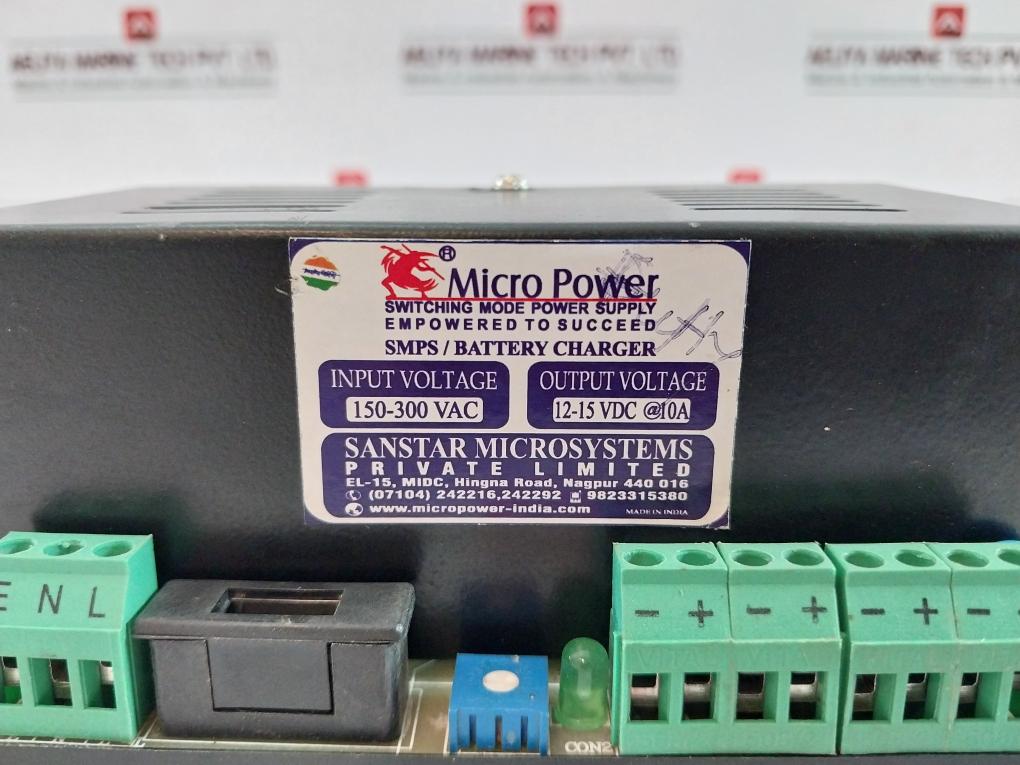 Micro Power
®
SWITCHING MODE POWER SUPPLY
EMPOWERED TO SUCCEED
SMPS / BATTERY CHARGER
INPUT VOLTAGE
150-300 VAC
OUTPUT VOLTAGE
12-15 VDC @10A
SANSTAR MICROSYSTEMS
PRIVATE LIMITED
EL-15, MIDC, Hingna Road, Nagpur 440 016
(07104) 242216,242292 9823315380
www.micropower-india.com
MADE IN INDIA
E N L
- + - + - + -
CON2